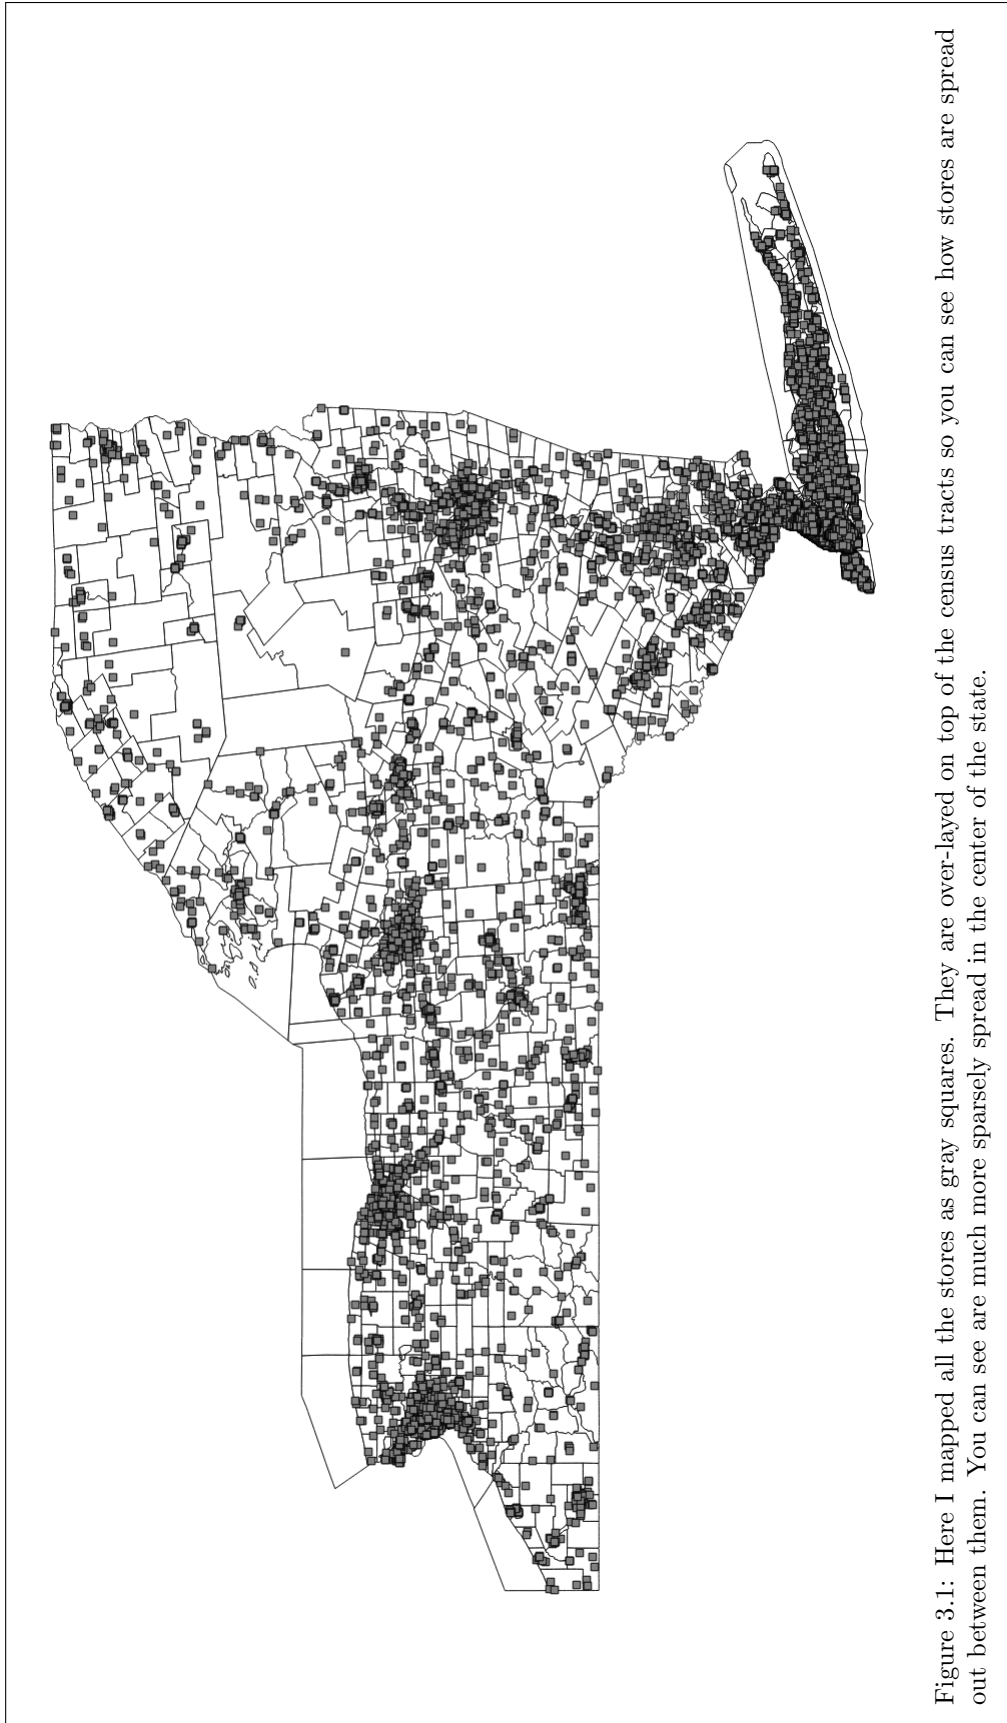 Figure 3.1: Here I mapped all the stores as gray squares. They are over-layed on top of the census tracts so you can see how stores are spread
out between them. You can see are much more sparsely spread in the center of the state.